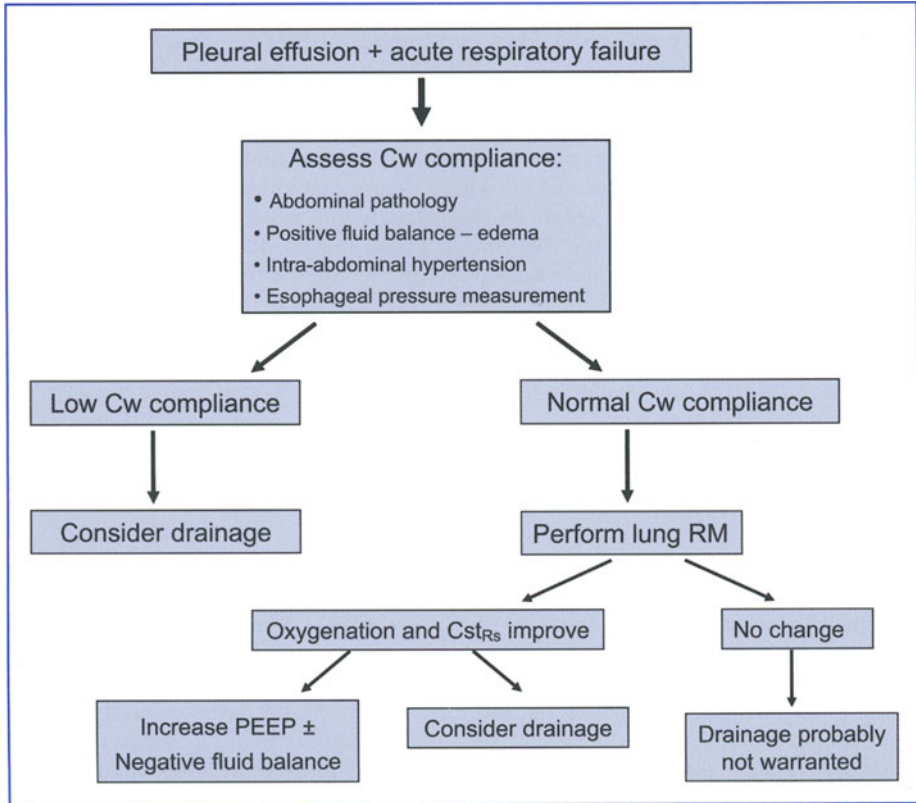 Pleural effusion + acute respiratory failure
Assess Cw compliance:
• Abdominal pathology
• Positive fluid balance – edema
• Intra-abdominal hypertension
• Esophageal pressure measurement
Low Cw compliance
Normal Cw compliance
Consider drainage
Perform lung RM
Oxygenation and CstRs improve
No change
Increase PEEP ±
Negative fluid balance
Consider drainage
Drainage probably
not warranted